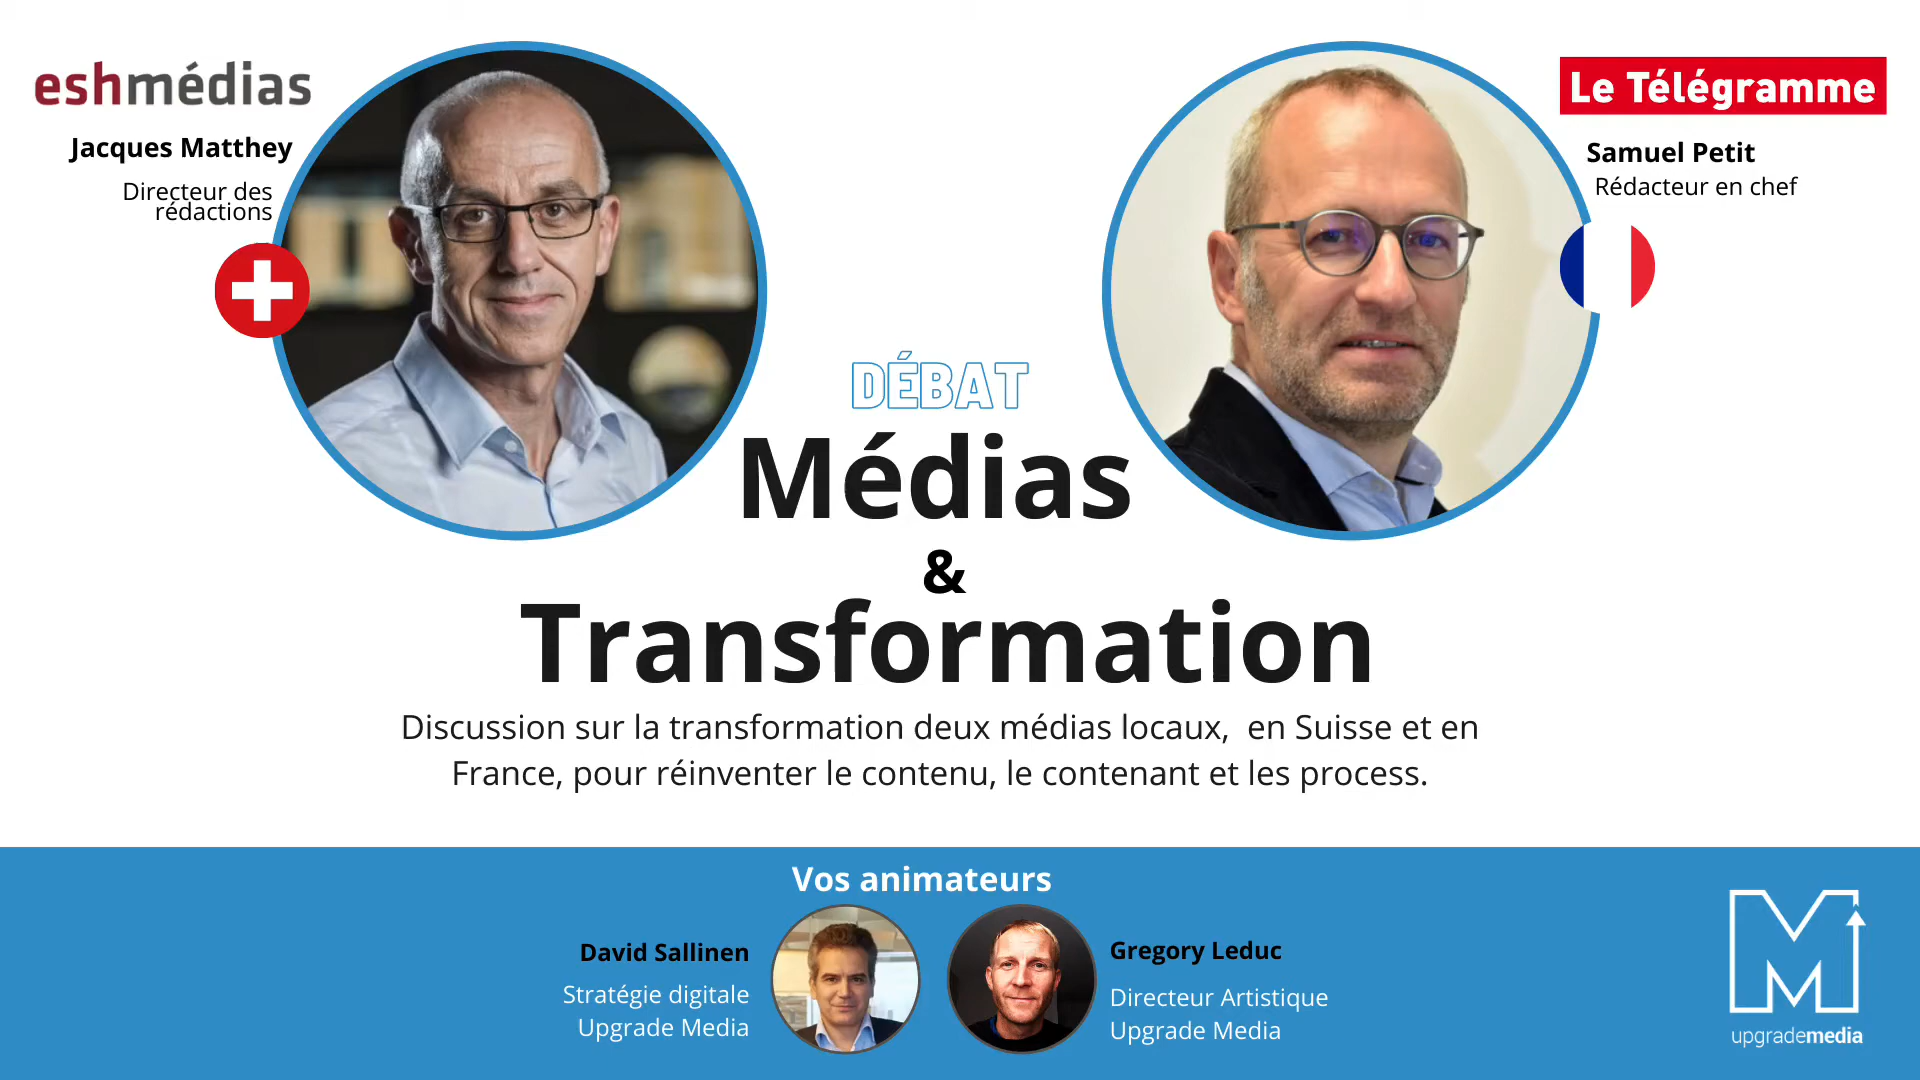 eshmédias
Jacques Matthey
Directeur des
rédactions
Le Télégramme
Samuel Petit
Rédacteur en chef
DÉBAT
Médias
&
Transformation
Discussion sur la transformation deux médias locaux, en Suisse et en
France, pour réinventer le contenu, le contenant et les process.
Vos animateurs
David Sallinen
Stratégie digitale
Upgrade Media
Gregory Leduc
Directeur Artistique
Upgrade Media
upgrademedia